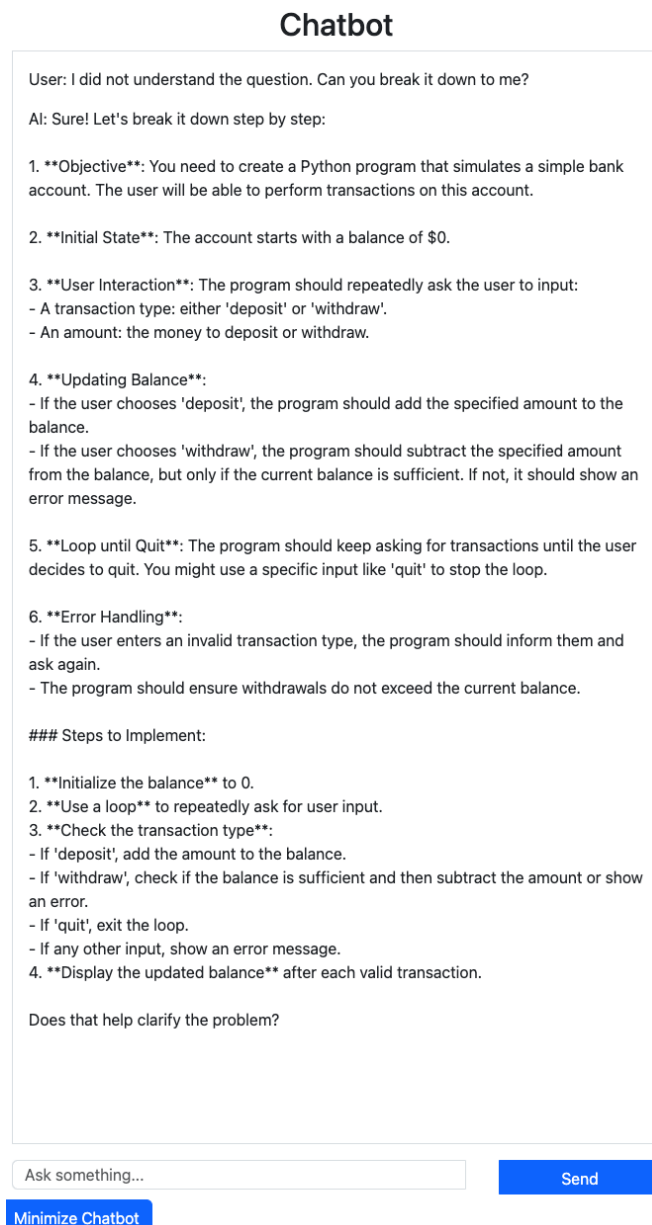 Chatbot
User: I did not understand the question. Can you break it down to me?
AI: Sure! Let's break it down step by step:
1. **Objective**: You need to create a Python program that simulates a simple bank
account. The user will be able to perform transactions on this account.
2. **Initial State**: The account starts with a balance of $0.
3. **User Interaction**: The program should repeatedly ask the user to input:
- A transaction type: either 'deposit' or 'withdraw'.
- An amount: the money to deposit or withdraw.
4. **Updating Balance**:
- If the user chooses 'deposit', the program should add the specified amount to the
balance.
- If the user chooses 'withdraw', the program should subtract the specified amount
from the balance, but only if the current balance is sufficient. If not, it should show an
error message.
5. **Loop until Quit**: The program should keep asking for transactions until the user
decides to quit. You might use a specific input like 'quit' to stop the loop.
6. **Error Handling**:
- If the user enters an invalid transaction type, the program should inform them and
ask again.
- The program should ensure withdrawals do not exceed the current balance.
### Steps to Implement:
1. **Initialize the balance** to 0.
2. **Use a loop** to repeatedly ask for user input.
3. **Check the transaction type**:
- If 'deposit', add the amount to the balance.
- If 'withdraw', check if the balance is sufficient and then subtract the amount or show
an error.
- If 'quit', exit the loop.
- If any other input, show an error message.
4. **Display the updated balance** after each valid transaction.
Does that help clarify the problem?
Ask something...
Send
Minimize Chatbot